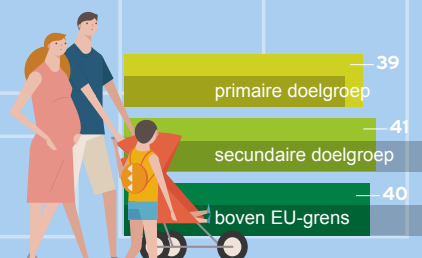 39
primaire doelgroep
41
secundaire doelgroep
40
boven EU-grens